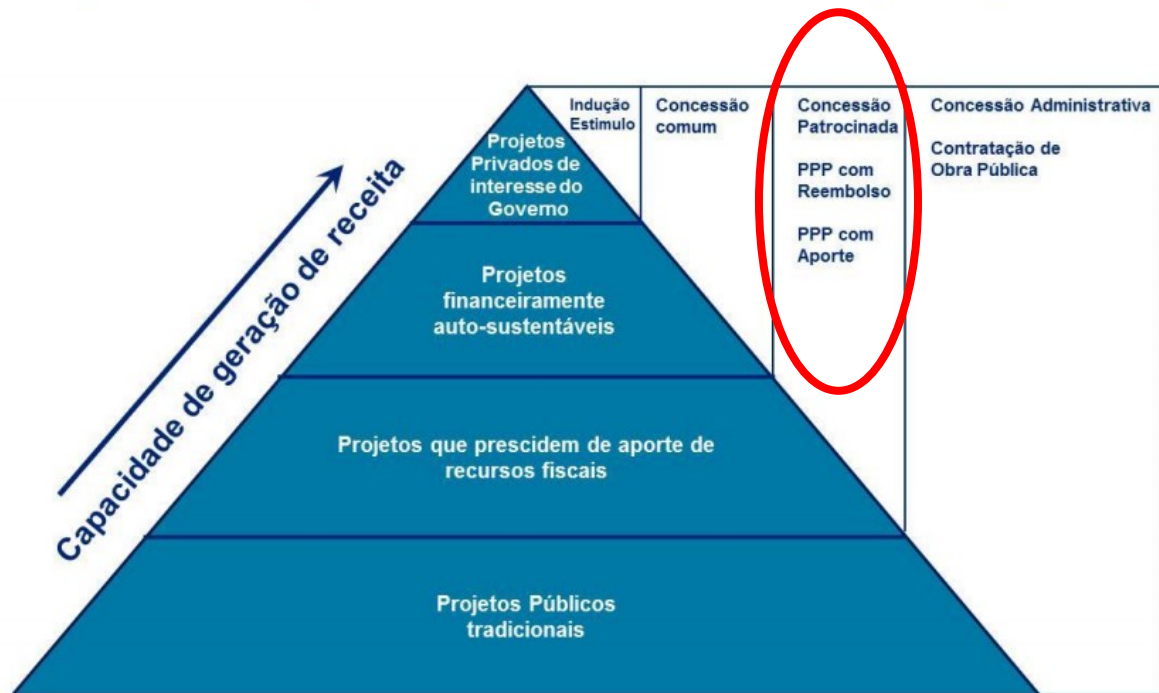 Capacidade de geração de receita
Projetos
Privados de
interesse do
Governo
Projetos
financeiramente
auto-sustentáveis
Projetos que prescidem de aporte de
recursos fiscais
Projetos Públicos
tradicionais
Indução
Estimulo
Concessão
comum
Concessão
Patrocinada
PPP com
Reembolso
PPP com
Aporte
Concessão Administrativa
Contratação de
Obra Pública